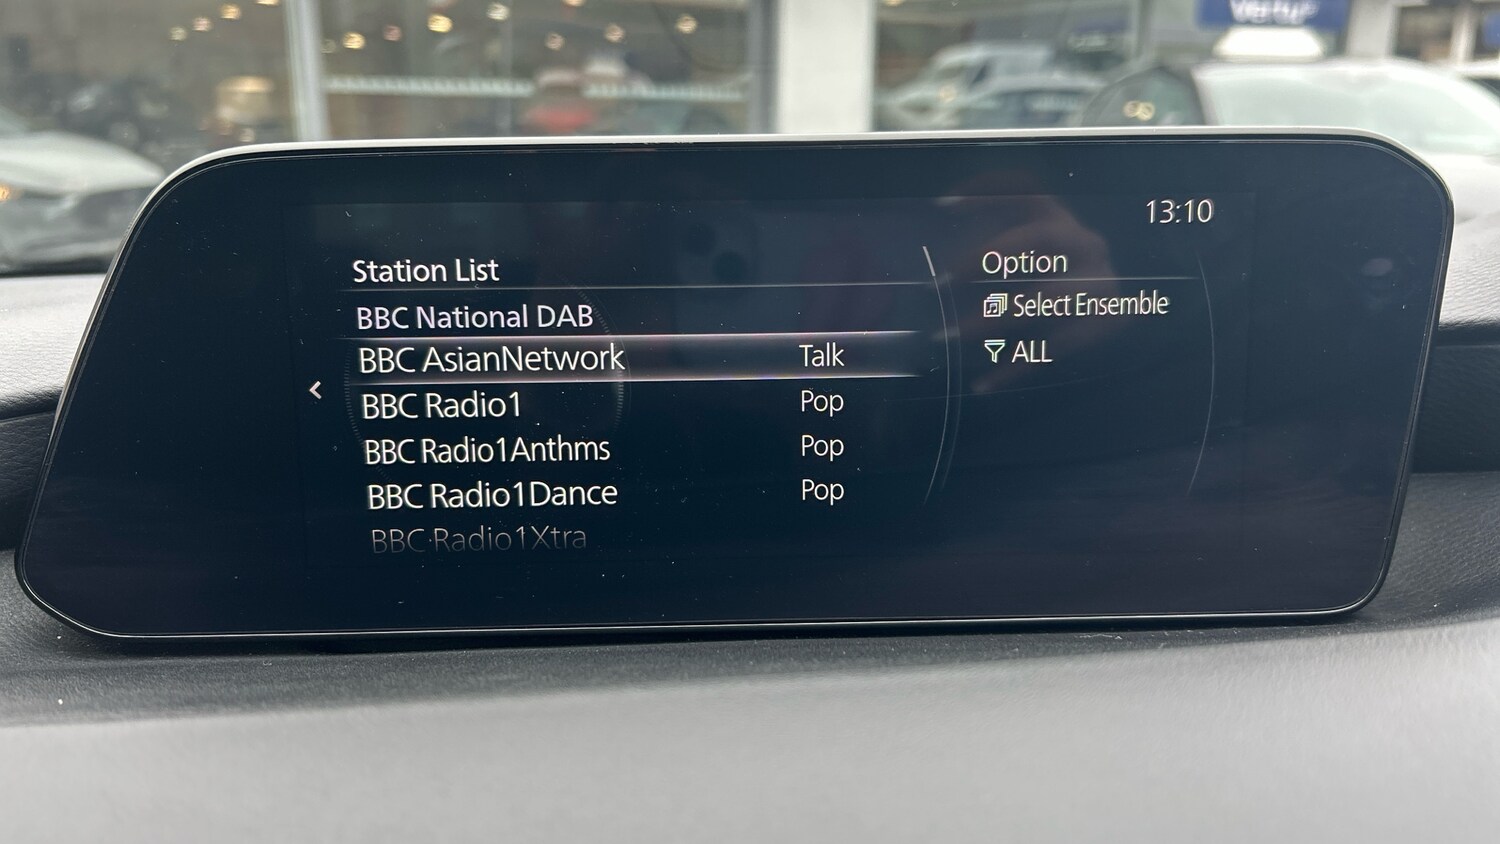 Vertu
13:10
Station List
BBC National DAB
BBC AsianNetwork Talk
BBC Radio1 Pop
BBC Radio1Anthms Pop
BBC Radio1Dance Pop
BBC Radio1Xtra
Option
Select Ensemble
ALL